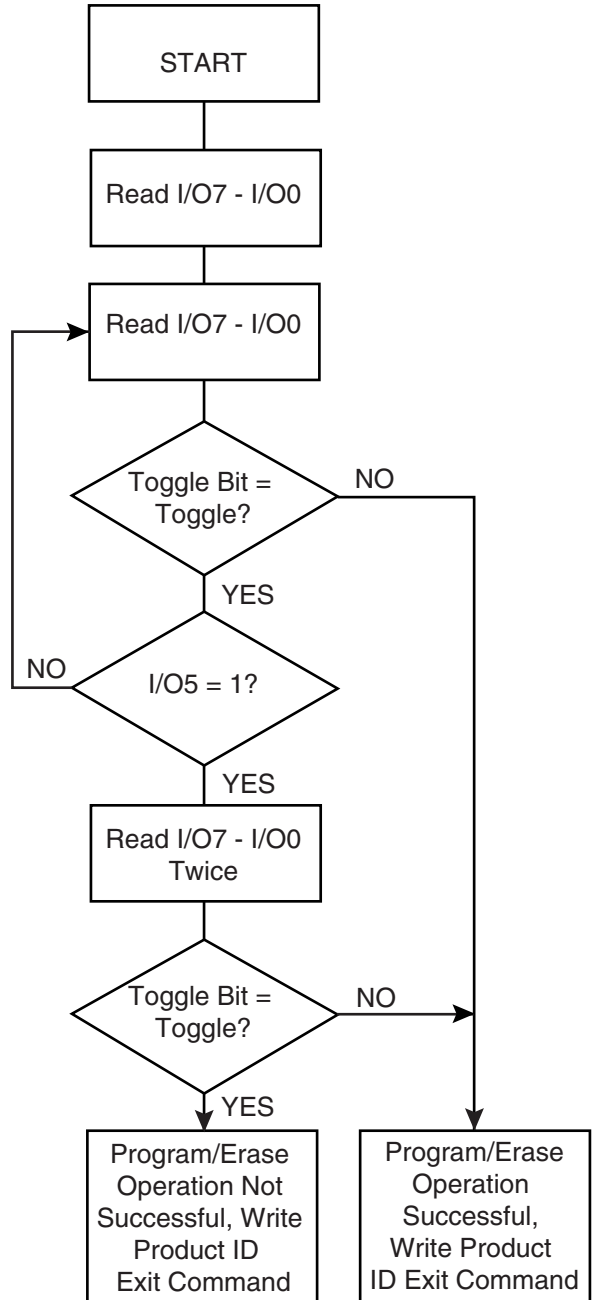 START
Read I/O7 - I/O0
Read I/O7 - I/O0
Toggle Bit =
Toggle?
NO
YES
NO
I/O5 = 1?
YES
Read I/O7 - I/O0
Twice
Toggle Bit =
Toggle?
NO
YES
Program/Erase
Operation Not
Successful, Write
Product ID
Exit Command
Program/Erase
Operation
Successful,
Write Product
ID Exit Command